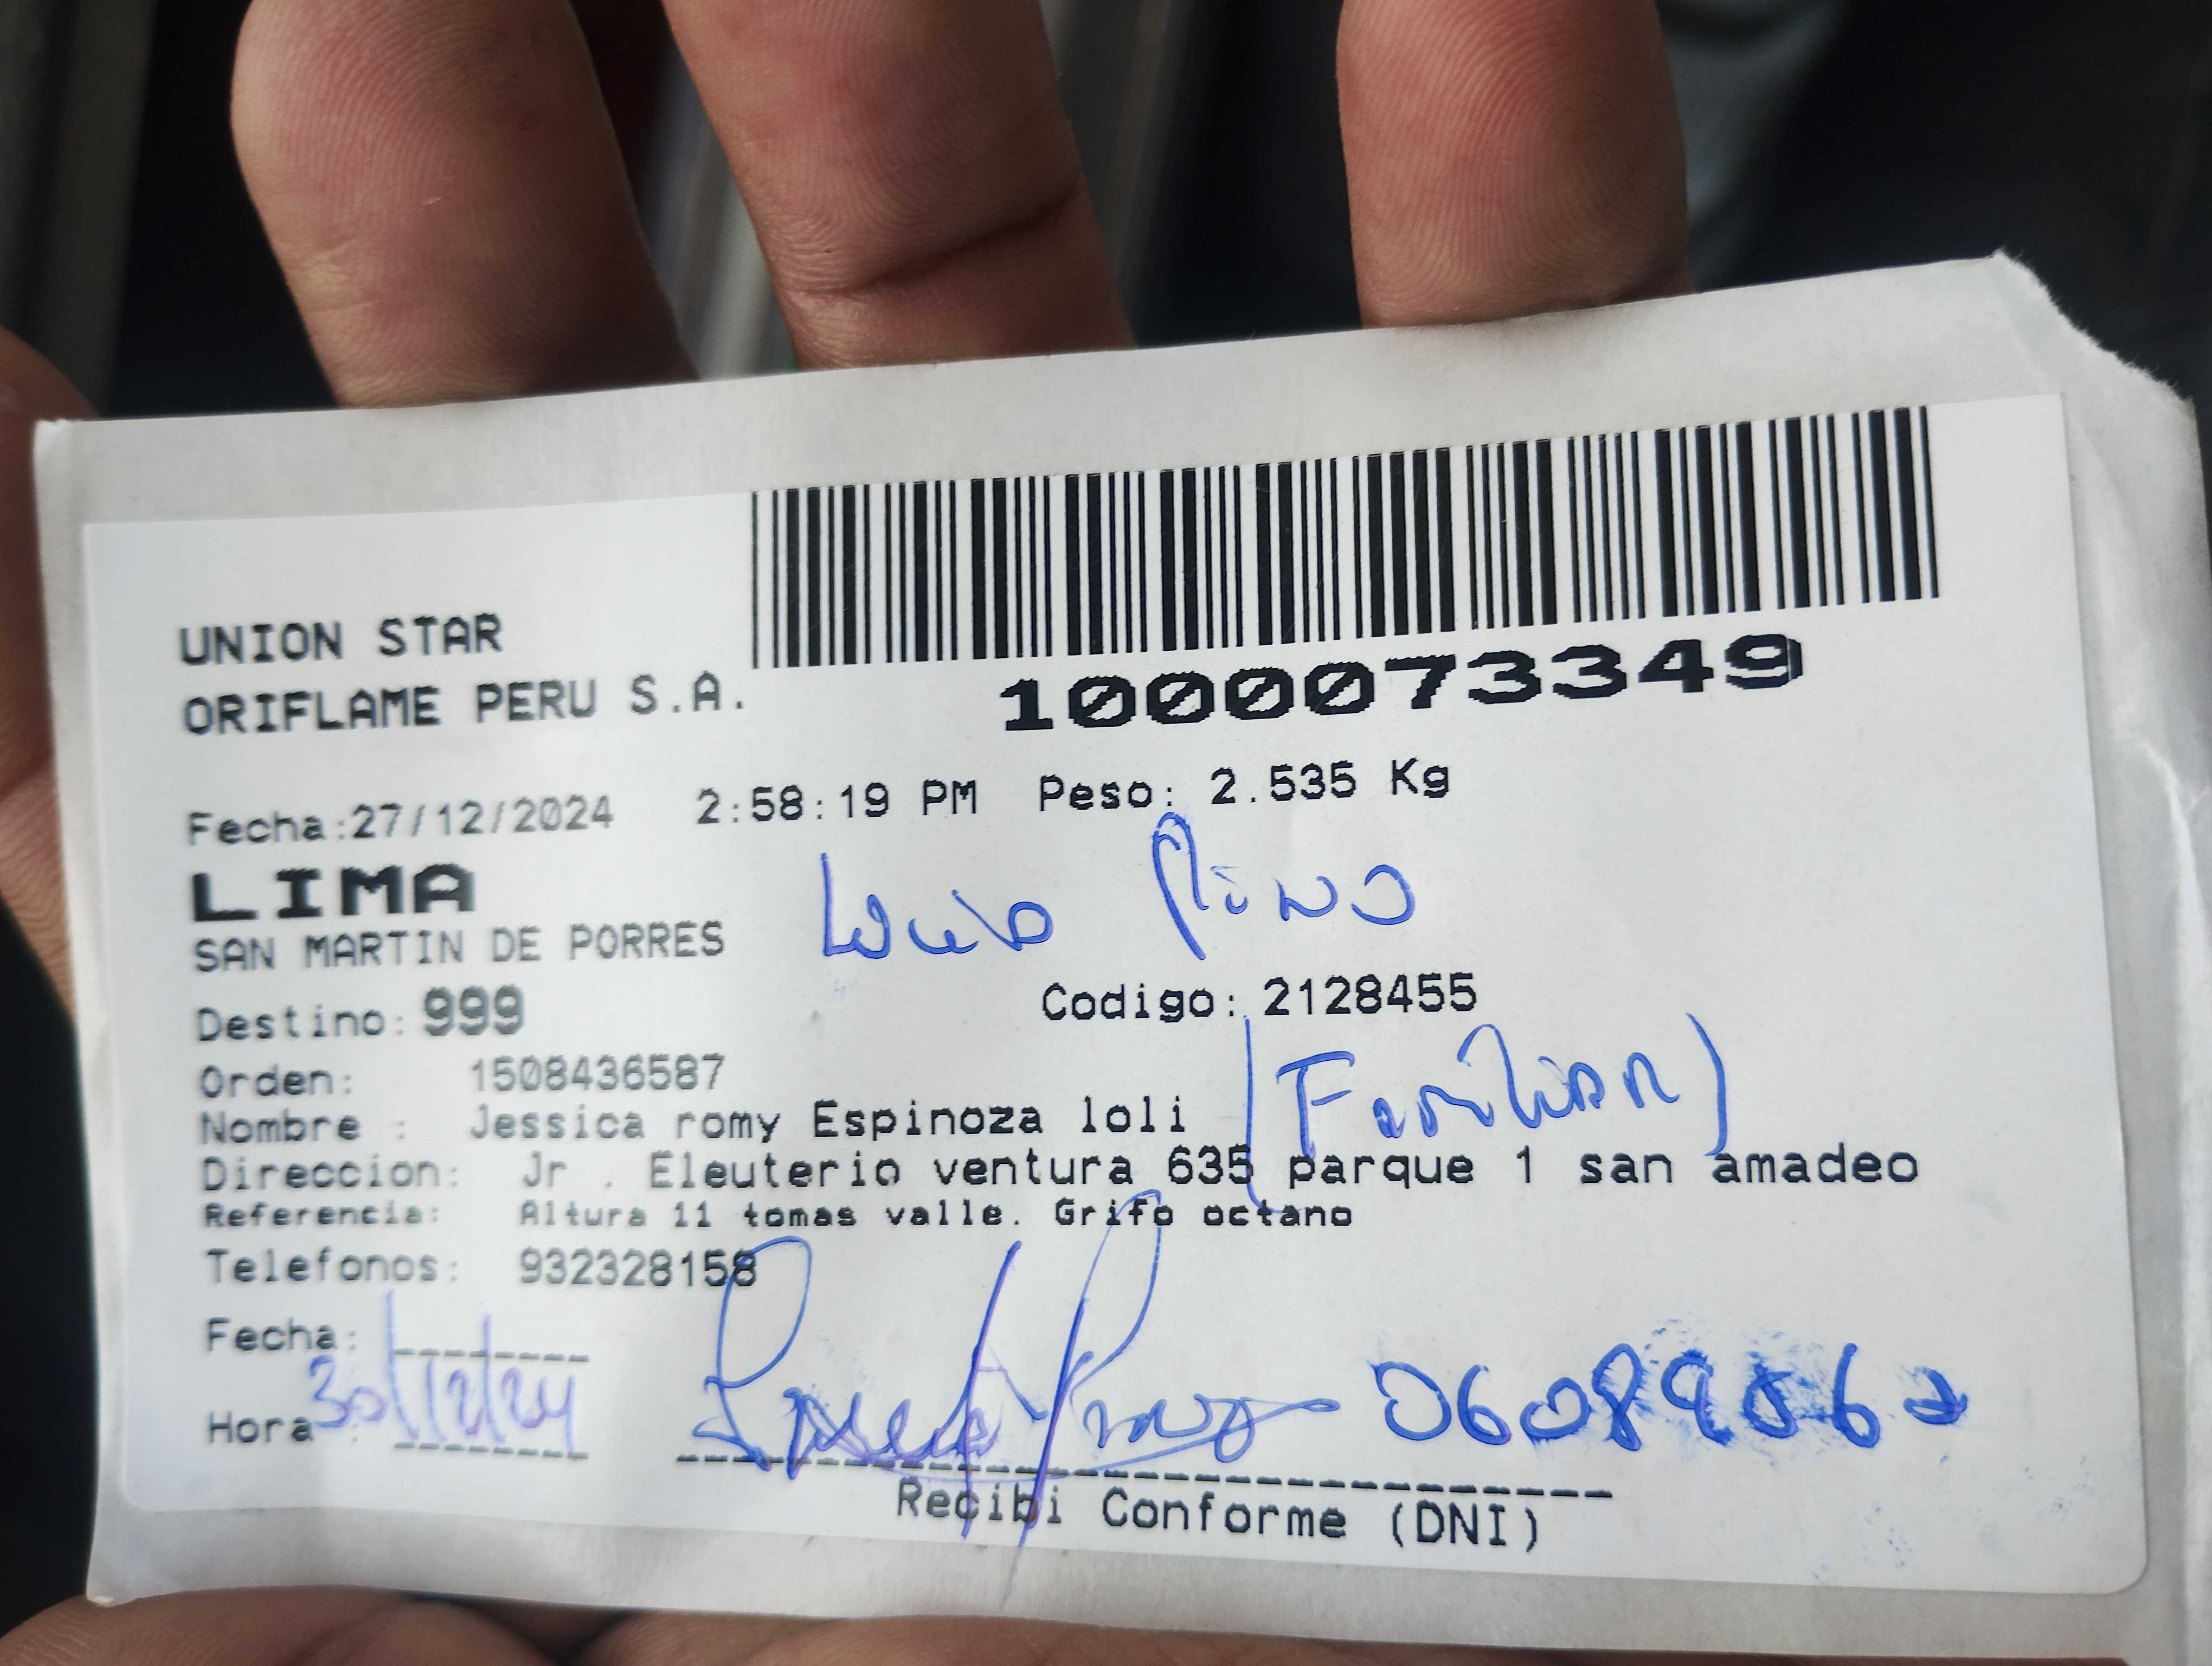 UNION STAR
ORIFLAME PERU S.A.
1000073349
Fecha:27/12/2024 2:58:19 PM Peso: 2.535 Kg
LIMA
SAN MARTIN DE PORRES
Destino: 999 Codigo: 2128455
Orden: 1508436587
(Familiar)
Nombre : Jessica romy Espinoza loli
Direccion: Jr . Eleuterio ventura 635 parque 1 san amadeo
Referencia: Altura 11 tomas valle. Grifo octano
Telefonos: 932328158
Fecha:
30/12/24
Hora :
Recibi Conforme (DNI)